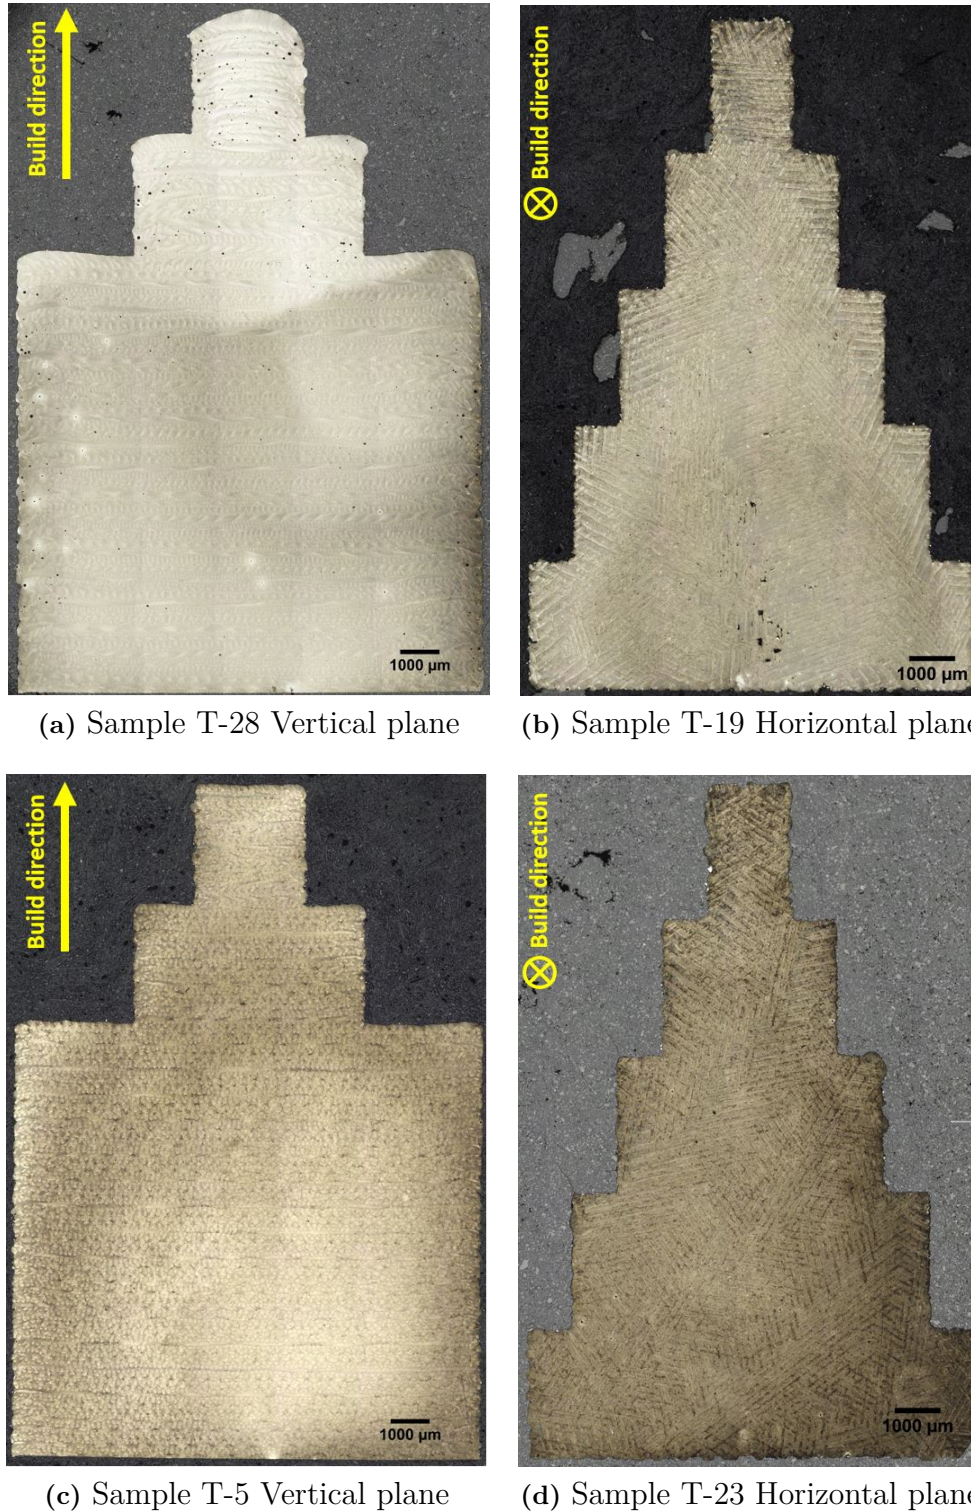 Build direction
1000 µm
(a) Sample T-28 Vertical plane
Build direction
1000 µm
(b) Sample T-19 Horizontal plane
Build direction
1000 µm
(c) Sample T-5 Vertical plane
Build direction
1000 µm
(d) Sample T-23 Horizontal plane